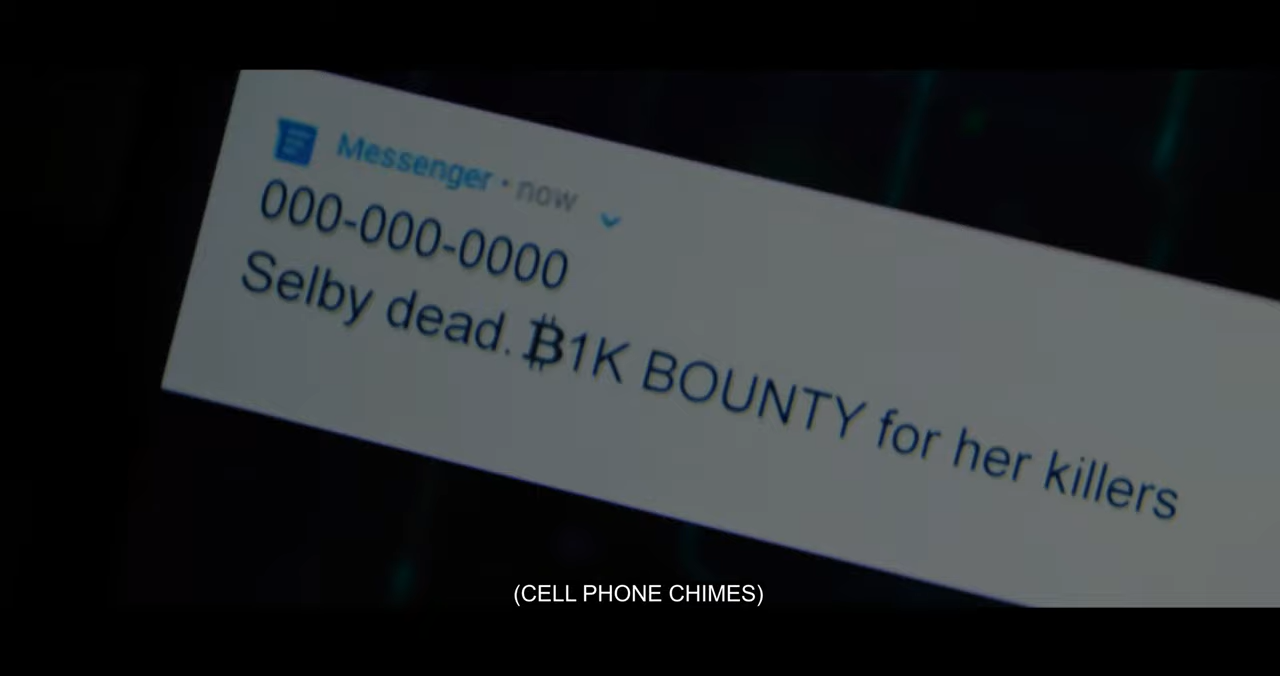 Messenger • now
000-000-0000
Selby dead. ₿1K BOUNTY for her killers
(CELL PHONE CHIMES)